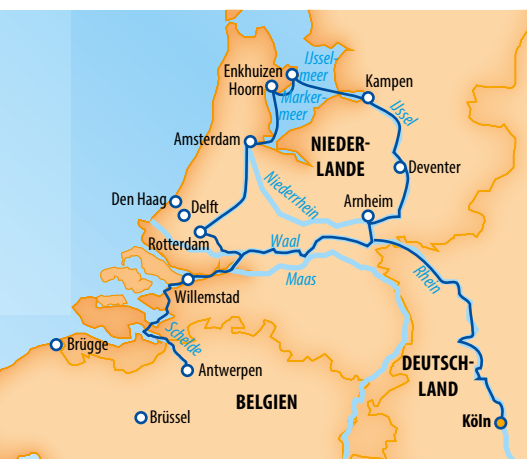 IJssel-
meer
Enkhuizen
Hoorn
Marker-
meer
Kampen
IJssel
Amsterdam
NIEDER-
LANDE
Deventer
Niederrhein
Den Haag
Delft
Arnheim
Rotterdam
Waal
Maas
Rhein
Willemstad
Schelde
Brügge
Antwerpen
DEUTSCH-
LAND
BELGIEN
Brüssel
Köln